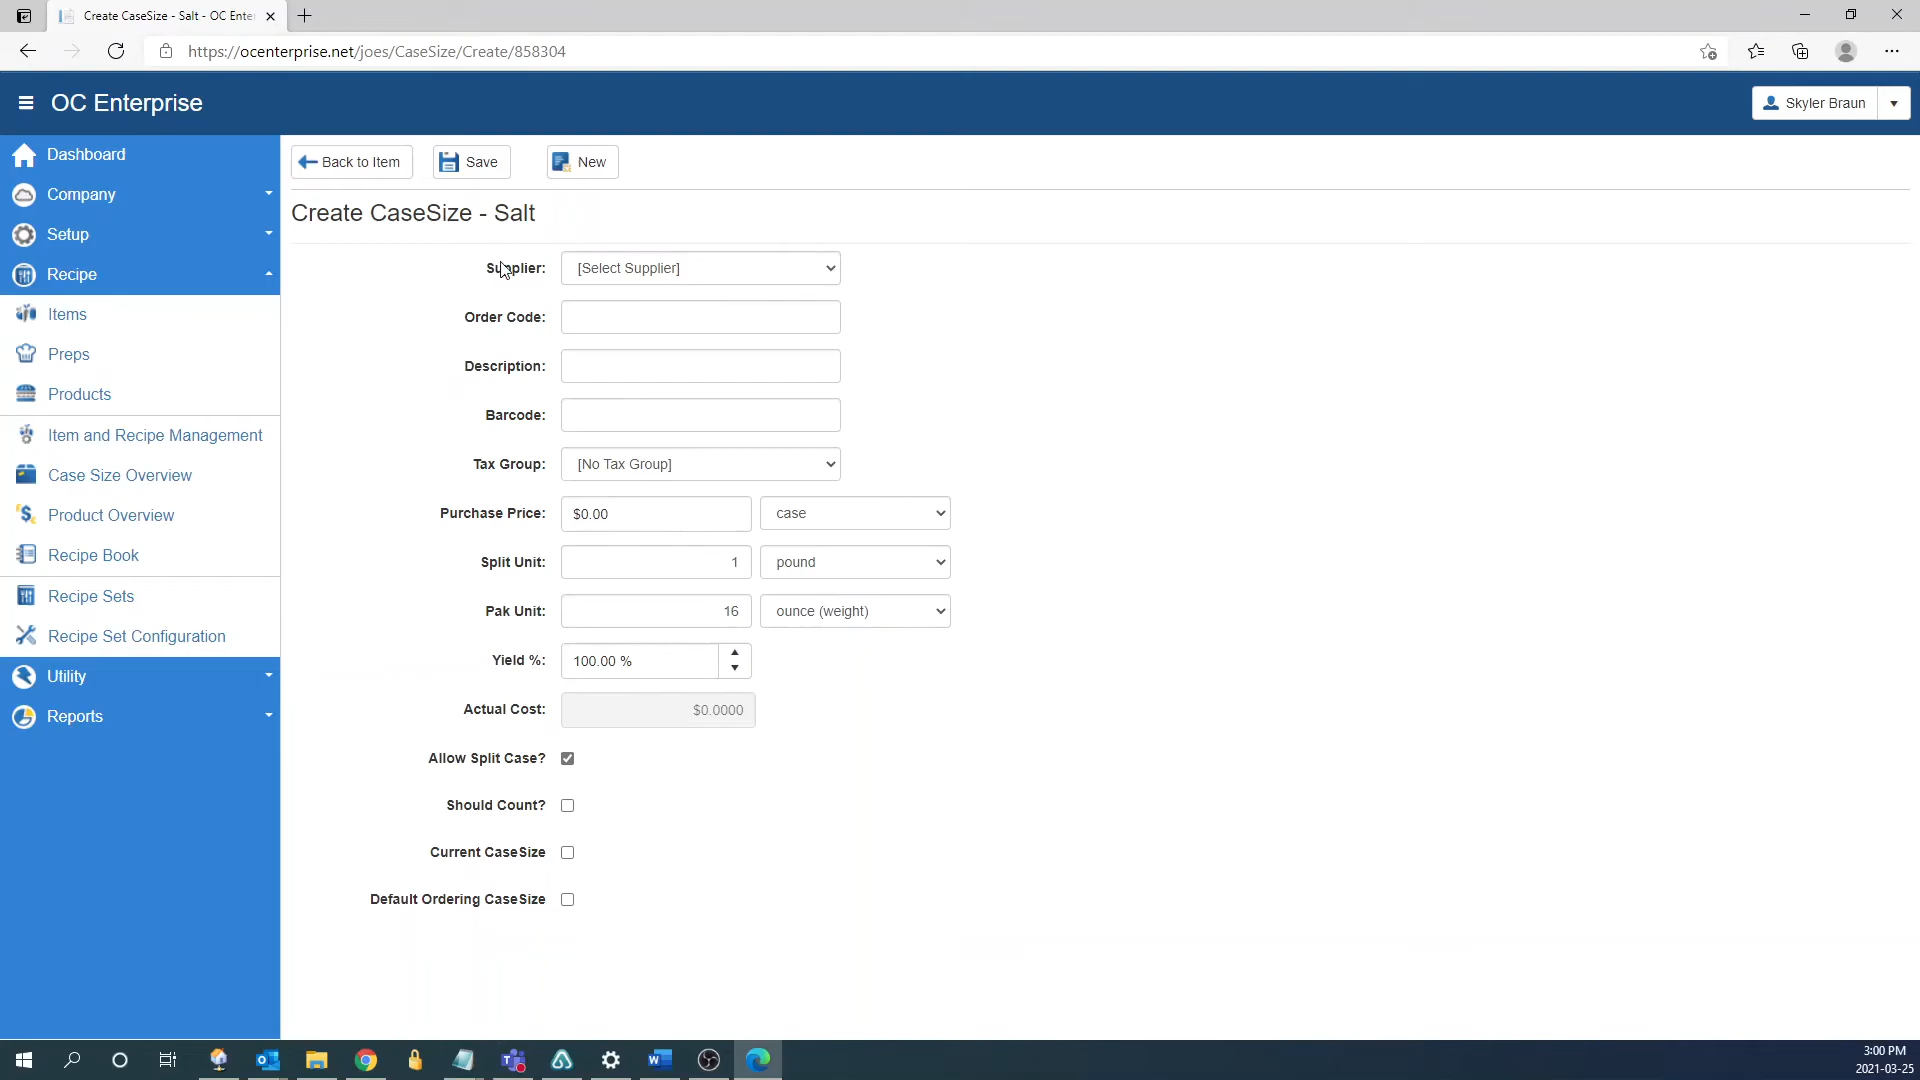 Create CaseSize - Salt - OC Enter
https://ocenterprise.net/joes/CaseSize/Create/858304
OC Enterprise
Skyler Braun
Dashboard
Company
Setup
Recipe
Items
Preps
Products
Item and Recipe Management
Case Size Overview
Product Overview
Recipe Book
Recipe Sets
Recipe Set Configuration
Utility
Reports
Back to Item
Save
New
Create CaseSize - Salt
Supplier: [Select Supplier]
Order Code:
Description:
Barcode:
Tax Group: [No Tax Group]
Purchase Price: $0.00 case
Split Unit: 1 pound
Pak Unit: 16 ounce (weight)
Yield %: 100.00 %
Actual Cost: $0.0000
Allow Split Case?
Should Count?
Current CaseSize
Default Ordering CaseSize
3:00 PM
2021-03-25